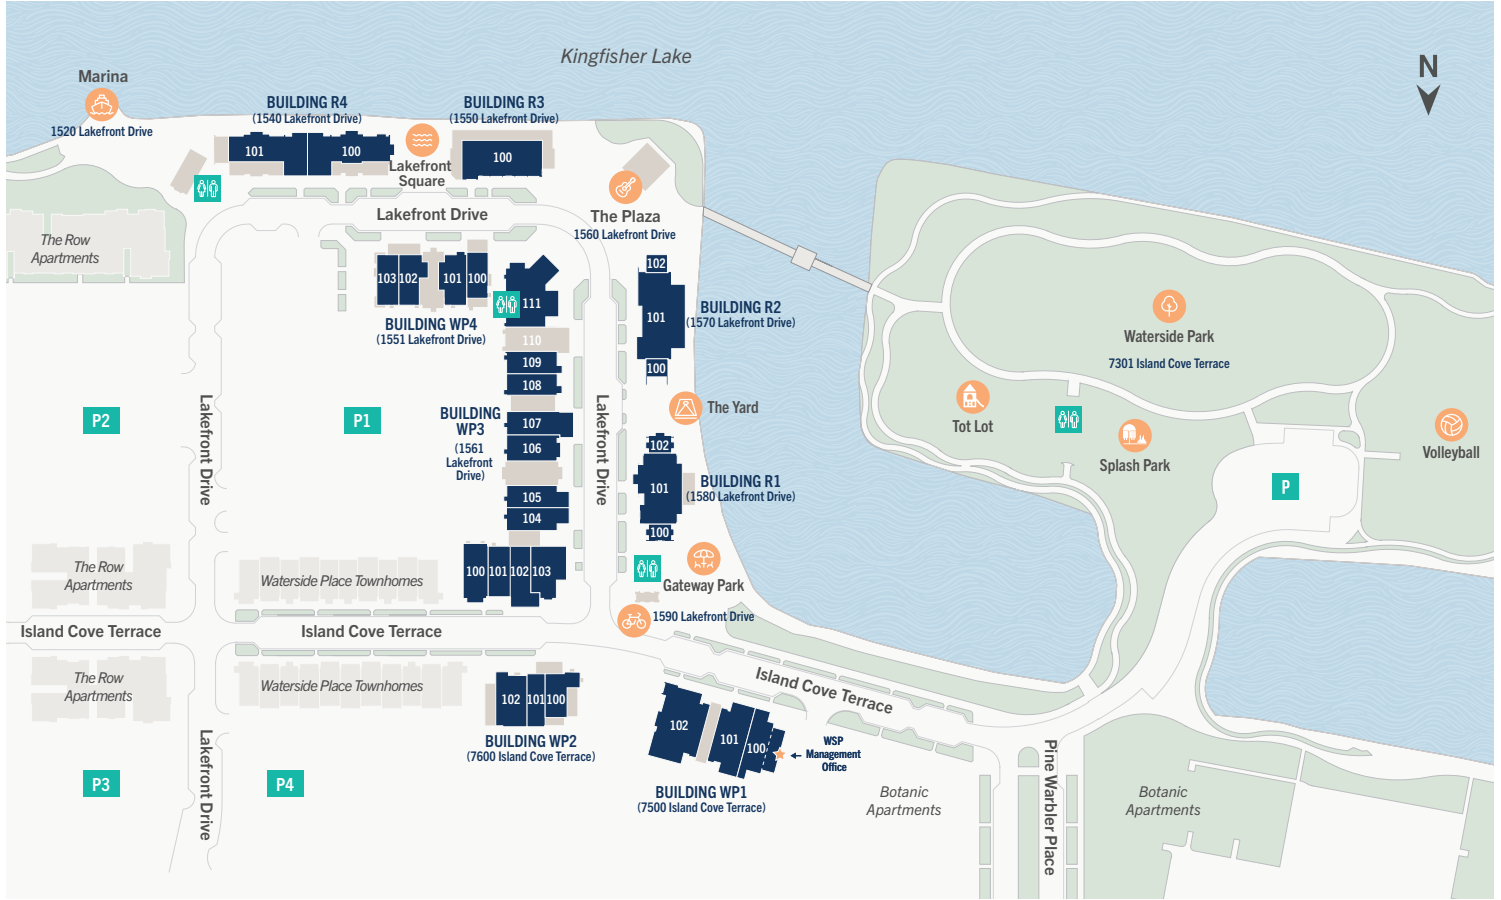 Kingfisher Lake
N
Marina
1520 Lakefront Drive
BUILDING R4
(1540 Lakefront Drive)
101
100
Lakefront
Square
BUILDING R3
(1550 Lakefront Drive)
100
The Plaza
1560 Lakefront Drive
Lakefront Drive
The Row
Apartments
103
102
101
100
BUILDING WP4
(1551 Lakefront Drive)
111
110
109
108
107
106
105
104
BUILDING
WP3
(1561
Lakefront
Drive)
100
101
102
103
102
101
100
BUILDING R2
(1570 Lakefront Drive)
The Yard
102
101
100
BUILDING R1
(1580 Lakefront Drive)
Gateway Park
1590 Lakefront Drive
Waterside Park
7301 Island Cove Terrace
Tot Lot
Splash Park
Volleyball
P
P2
P1
Lakefront Drive
Lakefront Drive
The Row
Apartments
Waterside Place Townhomes
Island Cove Terrace
Island Cove Terrace
Island Cove Terrace
The Row
Apartments
Waterside Place Townhomes
102
101
100
BUILDING WP2
(7600 Island Cove Terrace)
102
101
100
WSP
Management
Office
BUILDING WP1
(7500 Island Cove Terrace)
P3
Lakefront Drive
P4
Botanic
Apartments
Pine Warbler Place
Botanic
Apartments